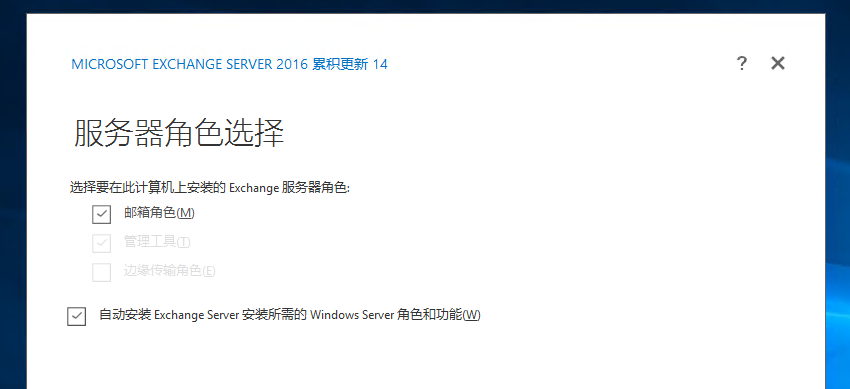 MICROSOFT EXCHANGE SERVER 2016 累积更新 14
?
服务器角色选择
选择要在此计算机上安装的 Exchange 服务器角色:
邮箱角色(M)
管理工具(T)
边缘传输角色(E)
自动安装 Exchange Server 安装所需的 Windows Server 角色和功能(W)